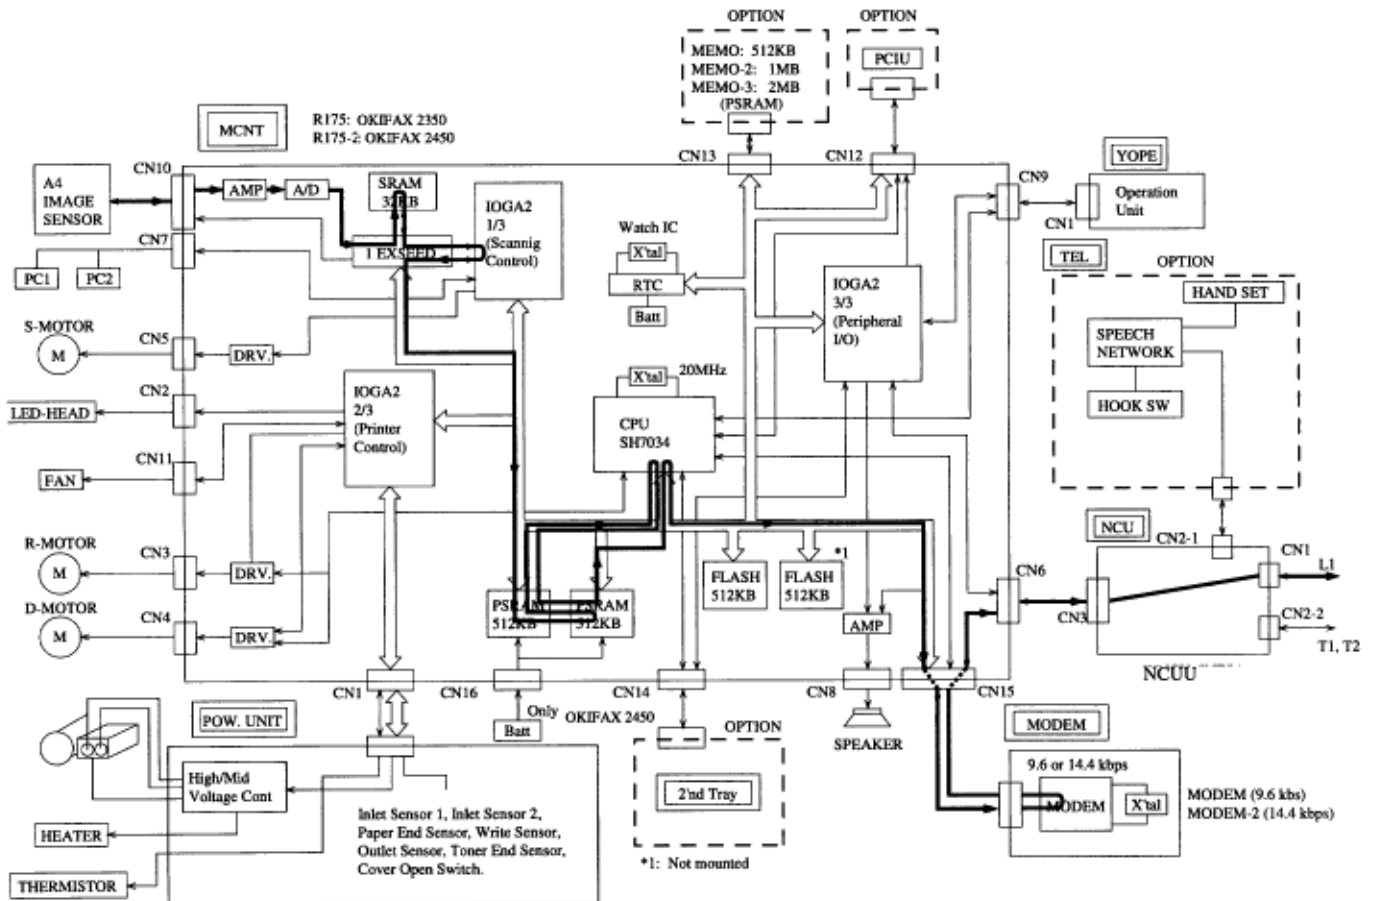 OPTION
OPTION
MEMO: 512KB
MEMO-2: 1MB
MEMO-3: 2MB
(PSRAM)
PCIU
MCNT
R175: OKIFAX 2350
R175-2: OKIFAX 2450
CN13
CN12
YOPE
CN10
A4
IMAGE
SENSOR
AMP
A/D
SRAM
32KB
IOGA2
1/3
(Scannig
Control)
1 EXSEED
CN9
CN1
Operation
Unit
CN7
PC1
PC2
Watch IC
X'tal
RTC
Batt
IOGA2
3/3
(Peripheral
I/O)
TEL
OPTION
HAND SET
SPEECH
NETWORK
HOOK SW
S-MOTOR
M
CN5
DRV.
CN2
LED-HEAD
IOGA2
2/3
(Printer
Control)
X'tal
20MHz
CPU
SH7034
CN11
FAN
R-MOTOR
M
CN3
DRV.
D-MOTOR
M
CN4
DRV.
PSRAM
512KB
PSRAM
512KB
FLASH
512KB
*1
FLASH
512KB
AMP
NCU
CN2-1
CN1
L1
CN6
CN3
CN2-2
T1, T2
NCUU
CN1
CN16
CN14
CN8
CN15
POW. UNIT
Only
OKIFAX 2450
Batt
OPTION
SPEAKER
MODEM
High/Mid
Voltage Cont
2'nd Tray
9.6 or 14.4 kbps
MODEM
X'tal
MODEM (9.6 kbs)
MODEM-2 (14.4 kbps)
HEATER
Inlet Sensor 1, Inlet Sensor 2,
Paper End Sensor, Write Sensor,
Outlet Sensor, Toner End Sensor,
Cover Open Switch.
*1: Not mounted
THERMISTOR